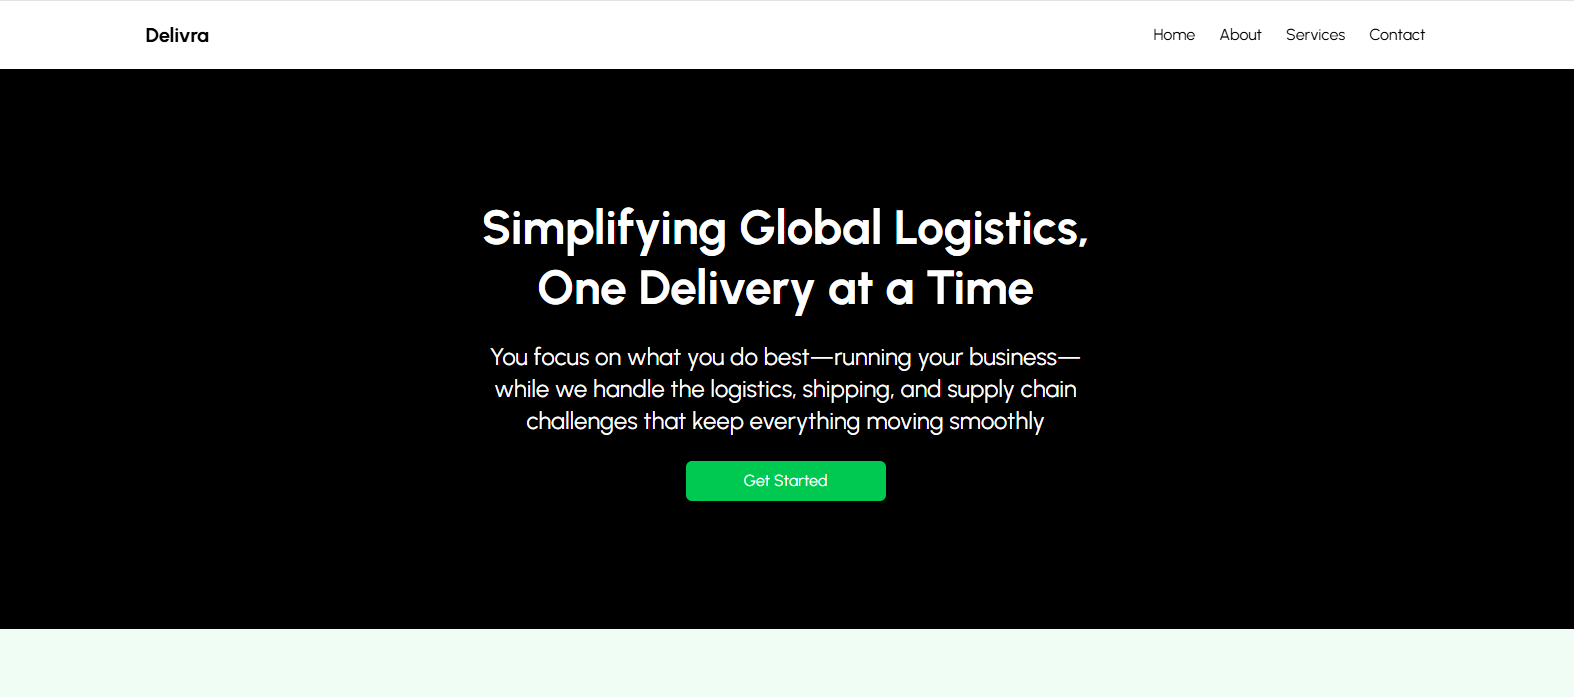 Delivra
Home About Services Contact
Simplifying Global Logistics,
One Delivery at a Time
You focus on what you do best—running your business—
while we handle the logistics, shipping, and supply chain
challenges that keep everything moving smoothly
Get Started